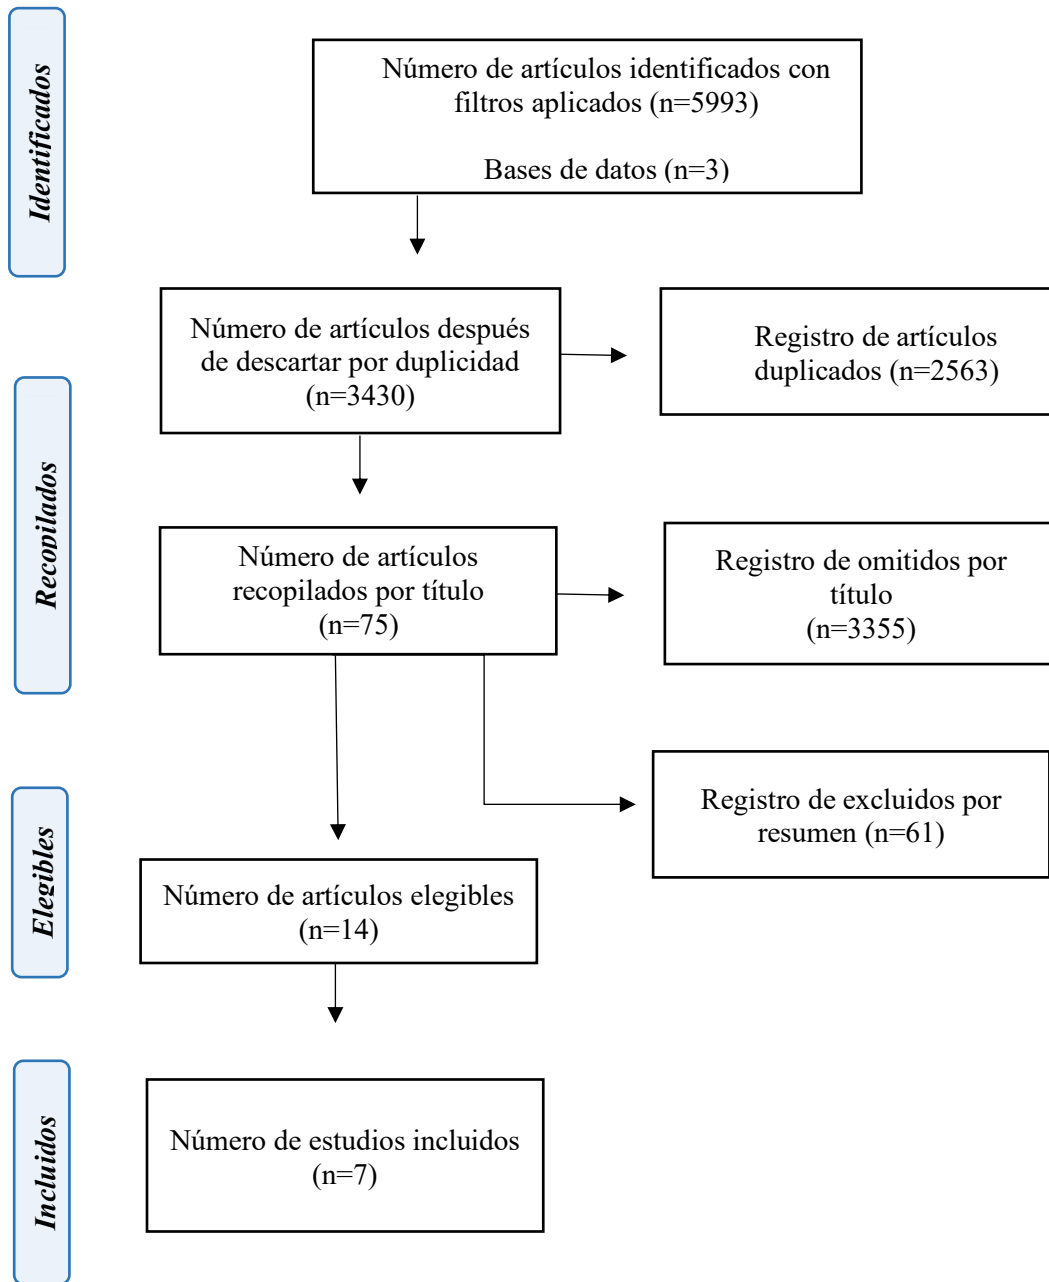 Identificados
Número de artículos identificados con
filtros aplicados (n=5993)
Bases de datos (n=3)
Número de artículos después
de descartar por duplicidad
(n=3430)
Registro de artículos
duplicados (n=2563)
Recopilados
Número de artículos
recopilados por título
(n=75)
Registro de omitidos por
título
(n=3355)
Registro de excluidos por
resumen (n=61)
Elegibles
Número de artículos elegibles
(n=14)
Incluidos
Número de estudios incluidos
(n=7)